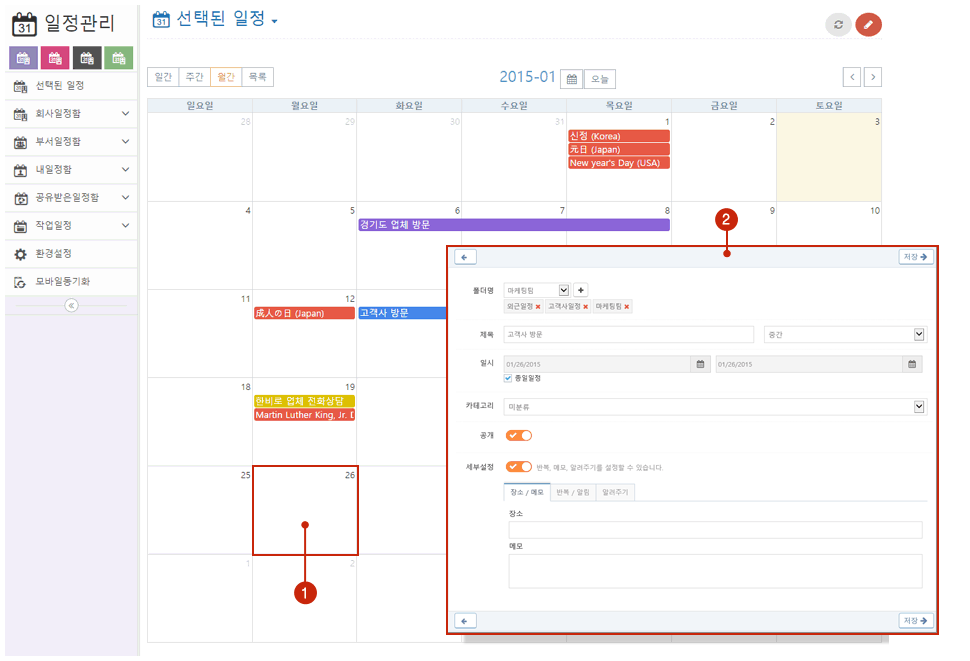 31 일정관리
31 선택된 일정
선택된 일정
회사일정함
부서일정함
내일정함
공유받은일정함
작업일정
환경설정
모바일동기화
일간 주간 월간 목록
2015-01 오늘
일요일 월요일 화요일 수요일 목요일 금요일 토요일
28 29 30 31 1 2 3
신정 (Korea)
元日 (Japan)
New year's Day (USA)
4 5 6 7 8 9 10
경기도 업체 방문
11 12
成人の日 (Japan) 고객사 방문
18 19
한비로 업체 전화상담
Martin Luther King, Jr. D
25 26
1 2
1
2
저장
폴더명 마케팅팀
외근일정 고객사일정 마케팅팀
제목 고객사 방문 중간
일시 01/26/2015 01/26/2015
종일일정
카테고리 미분류
공개
세부설정 반복, 메모, 알려주기를 설정할 수 있습니다.
장소 / 메모 반복 / 알림 알려주기
장소
메모
저장